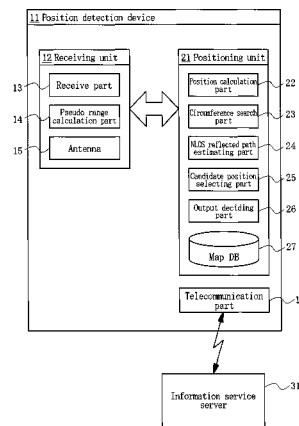 11 Position detection device
12 Receiving unit
13
Receive part
14
Pseudo range
calculation part
15
Antenna
21 Positioning unit
Position calculation
part
22
Circumference search
part
23
NLOS reflected path
estimating part
24
Candidate position
selecting part
25
Output deciding
part
26
Map DB
27
Telecommunication
part
Information service
server
31